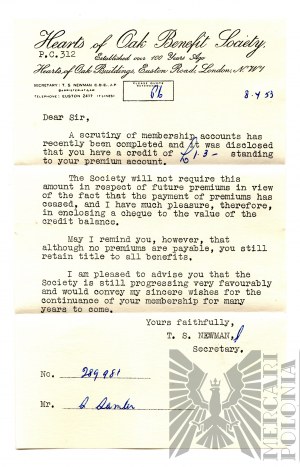 Hearts of Oak Benefit Society.
P.C. 312
Established over 100 Years Ago
Hearts of Oak Buildings, Euston Road, London, N.W.1
SECRETARY: T. S. NEWMAN
TELEPHONE: EUSTON
PLEASE QUOTE
8.4.53
Dear Sir,
A scrutiny of membership accounts has
recently been completed and it was disclosed
that you have a credit of 1.3- standing
to your premium account.
The Society will not require this
amount in respect of future premiums in view
of the fact that the payment of premiums has
ceased, and I have much pleasure, therefore,
in enclosing a cheque to the value of the
credit balance.
May I remind you, however, that
although no premiums are payable, you still
retain title to all benefits.
I am pleased to advise you that the
Society is still progressing very favourably
and would convey my sincere wishes for the
continuance of your membership for many
years to come.
Yours faithfully,
T. S. NEWMAN,
Secretary.
No. 289981
Mr.
MERCARI
POLONIA